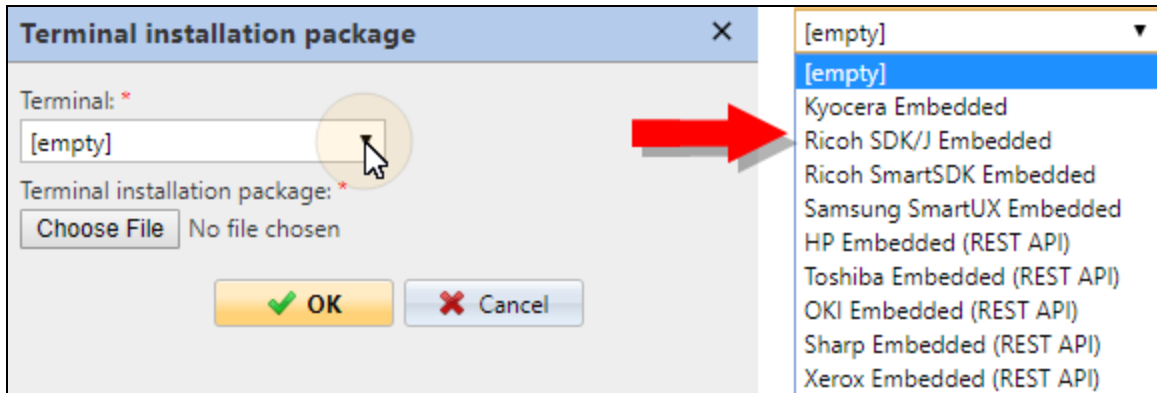 Terminal installation package
Terminal: *
[empty]
Terminal installation package: *
Choose File No file chosen
OK Cancel
[empty]
[empty]
Kyocera Embedded
Ricoh SDK/J Embedded
Ricoh SmartSDK Embedded
Samsung SmartUX Embedded
HP Embedded (REST API)
Toshiba Embedded (REST API)
OKI Embedded (REST API)
Sharp Embedded (REST API)
Xerox Embedded (REST API)